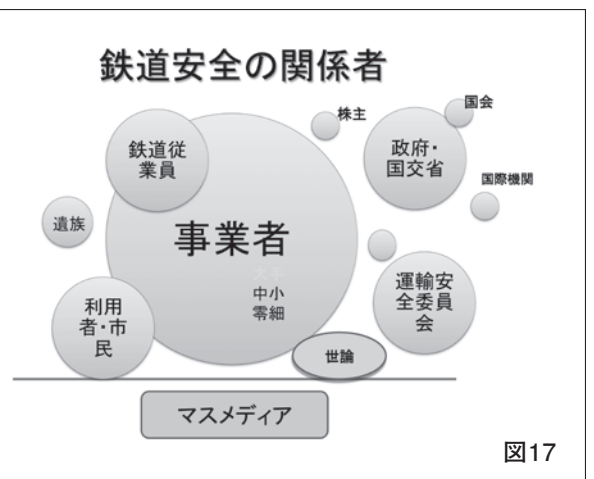 鉄道安全の関係者
株主
国会
鉄道従
業員
政府・
国交省
国際機関
遺族
事業者
大手
中小
零細
利用
者・市
民
運輸安
全委員
会
世論
マスメディア
図17